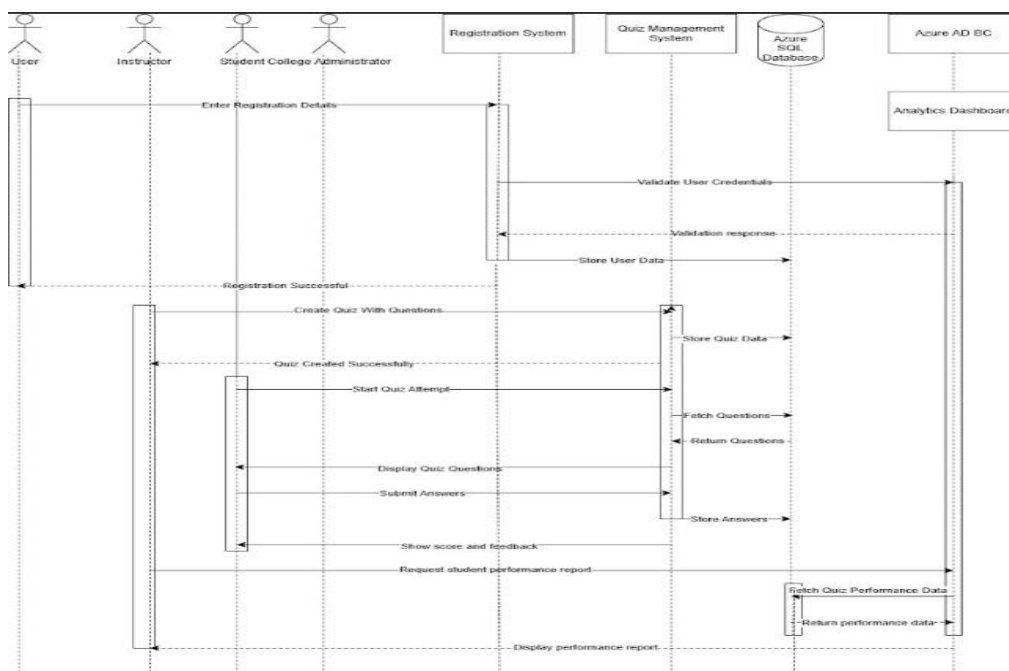 Registration System
Quiz Management
System
Azure
SQL
Database
Azure AD BC
User
Instructor
Student College Administrator
Analytics Dashboard
Enter Registration Details
Validate User Credentials
Validation response
Store User Data
Registration Successful
Create Quiz With Questions
Store Quiz Data
Quiz Created Successfully
Start Quiz Attempt
Fetch Questions
Return Questions
Display Quiz Questions
Submit Answers
Store Answers
Show score and feedback
Request student performance report
Fetch Quiz Performance Data
Return performance data
Display performance report